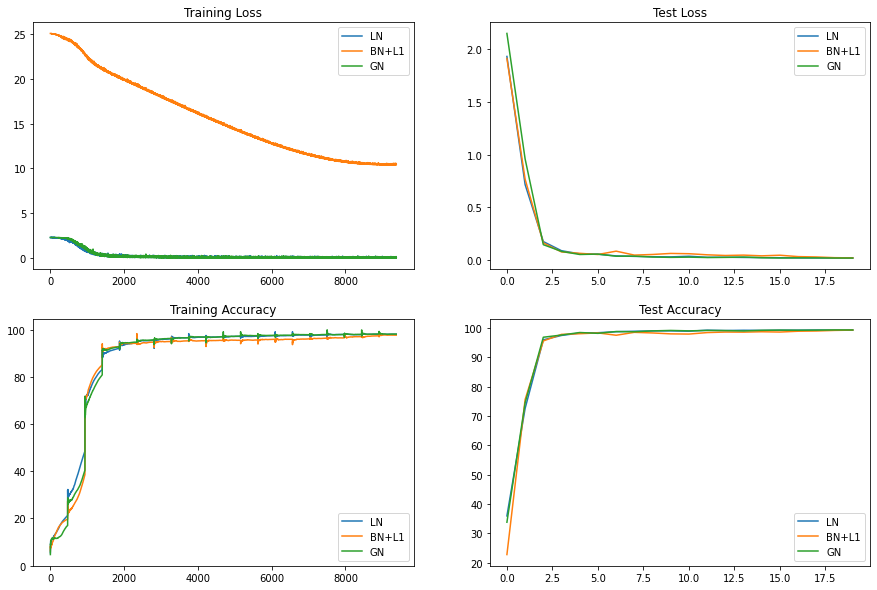 Training Loss
25
20
15
10
5
0
0 2000 4000 6000 8000
LN
BN+L1
GN
Test Loss
2.0
1.5
1.0
0.5
0.0
0.0 2.5 5.0 7.5 10.0 12.5 15.0 17.5
LN
BN+L1
GN
Training Accuracy
100
80
60
40
20
0
0 2000 4000 6000 8000
LN
BN+L1
GN
Test Accuracy
100
90
80
70
60
50
40
30
20
0.0 2.5 5.0 7.5 10.0 12.5 15.0 17.5
LN
BN+L1
GN